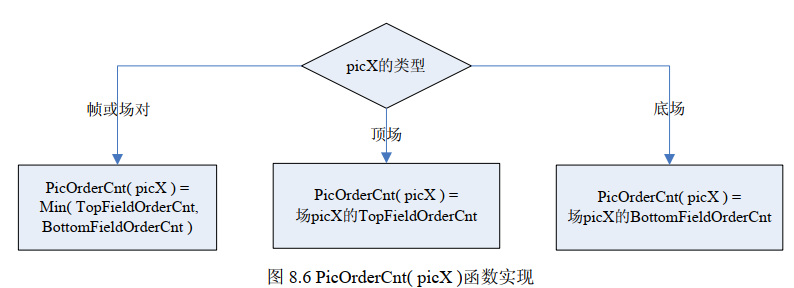 picX的类型
帧或场对
顶场
底场
PicOrderCnt( picX ) =
Min( TopFieldOrderCnt,
BottomFieldOrderCnt )
PicOrderCnt( picX ) =
场picX的TopFieldOrderCnt
PicOrderCnt( picX ) =
场picX的BottomFieldOrderCnt
图 8.6 PicOrderCnt( picX )函数实现